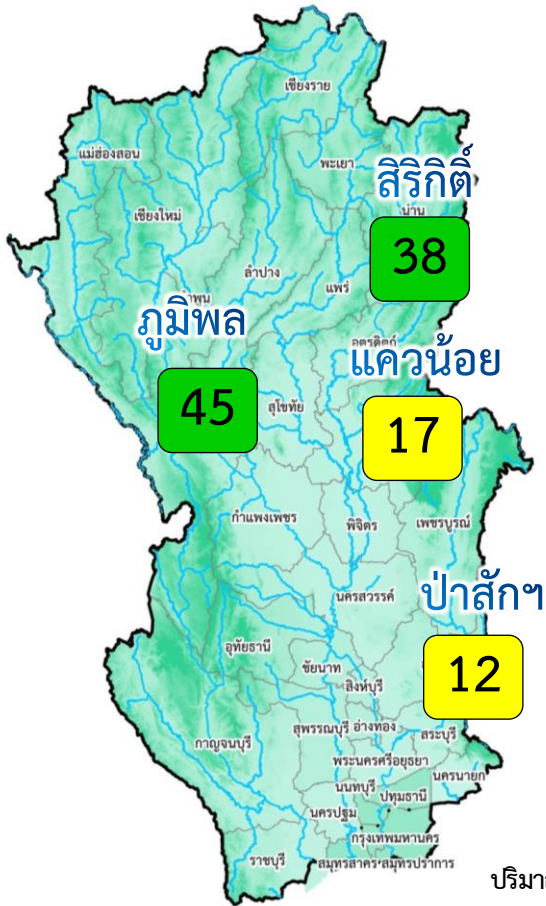 เชียงราย
แม่ฮ่องสอน
พะเยา
สิริกิติ์
น่าน
เชียงใหม่
38
ลำปาง
แพร่
ภูมิพล
อุตรดิตถ์
แควน้อย
45
สุโขทัย
17
กำแพงเพชร
พิจิตร
เพชรบูรณ์
นครสวรรค์
ป่าสักฯ
อุทัยธานี
ชัยนาท
12
สิงห์บุรี
สุพรรณบุรี
อ่างทอง
สระบุรี
กาญจนบุรี
พระนครศรีอยุธยา
นครนายก
นนทบุรี
ปทุมธานี
นครปฐม
กรุงเทพมหานคร
ราชบุรี
สมุทรสาคร
สมุทรปราการ